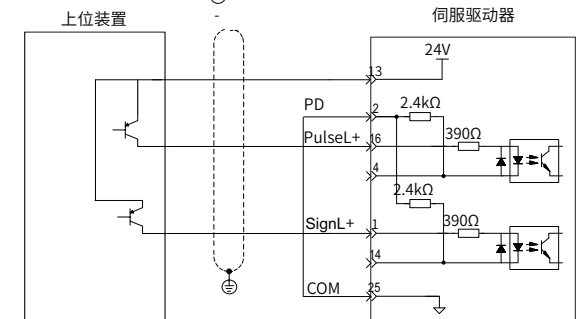 上位装置
伺服驱动器
24V
13
PD
2
2.4kΩ
PulseL+
16
390Ω
4
2.4kΩ
SignL+
1
390Ω
14
COM
25